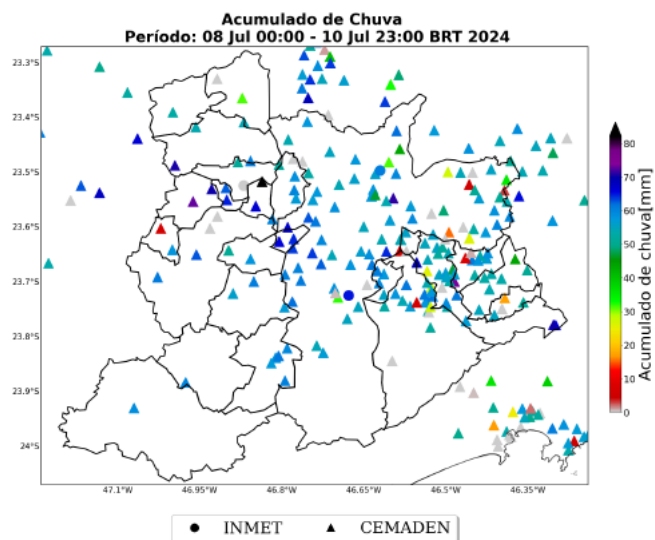 Acumulado de Chuva
Período: 08 Jul 00:00 - 10 Jul 23:00 BRT 2024
23.3°S
23.4°S
23.5°S
23.6°S
23.7°S
23.8°S
23.9°S
24°S
47.1°W
46.95°W
46.8°W
46.65°W
46.5°W
46.35°W
80
70
60
50
40
30
20
10
0
Acumulado de chuva[mm]
INMET
CEMADEN